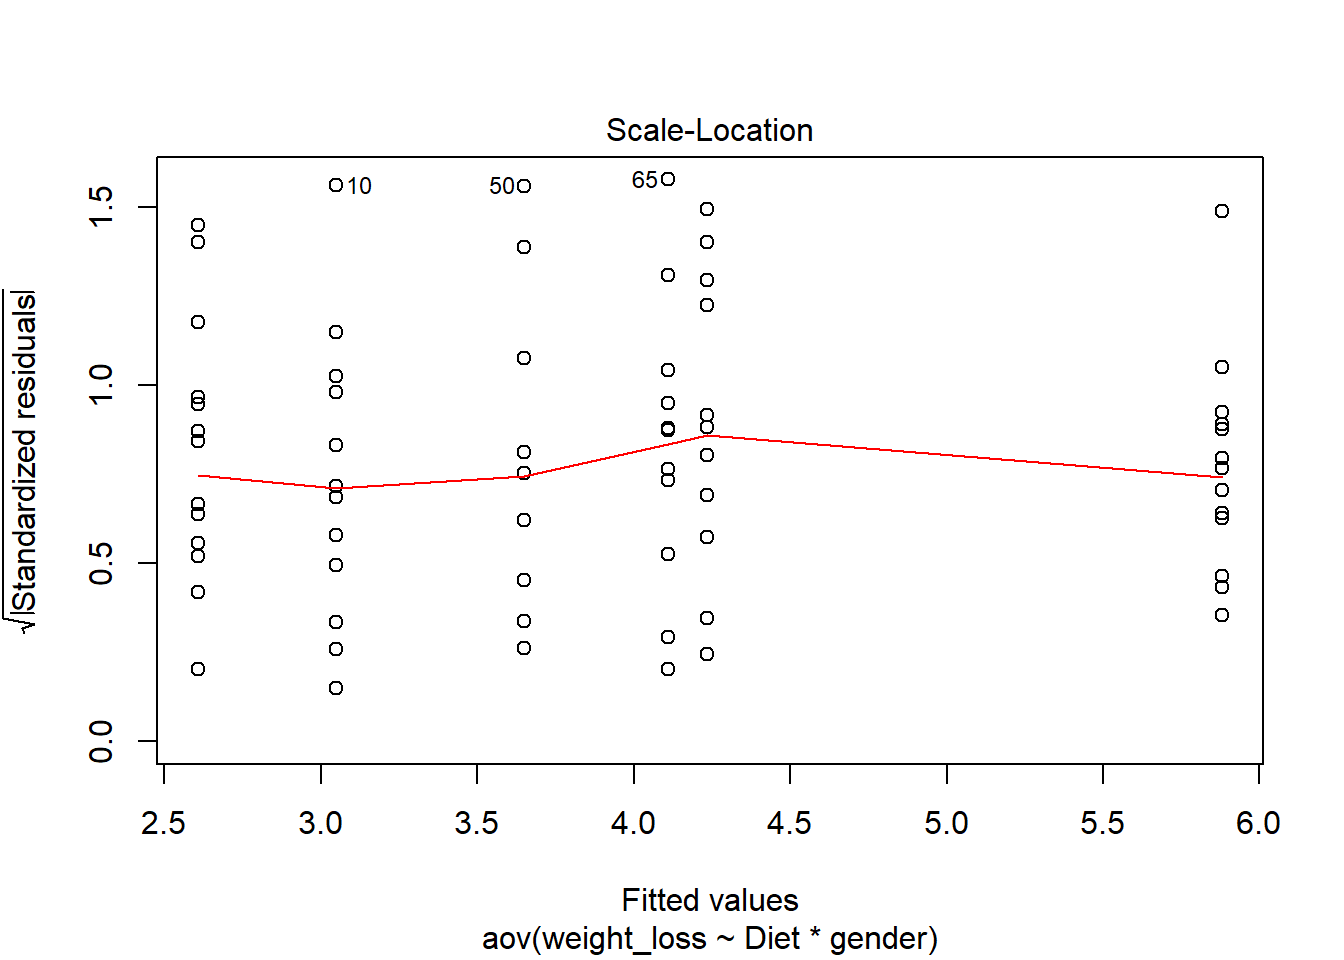 Scale-Location
√|Standardized residuals|
1.5
1.0
0.5
0.0
10
50
65
2.5 3.0 3.5 4.0 4.5 5.0 5.5 6.0
Fitted values
aov(weight_loss ~ Diet * gender)